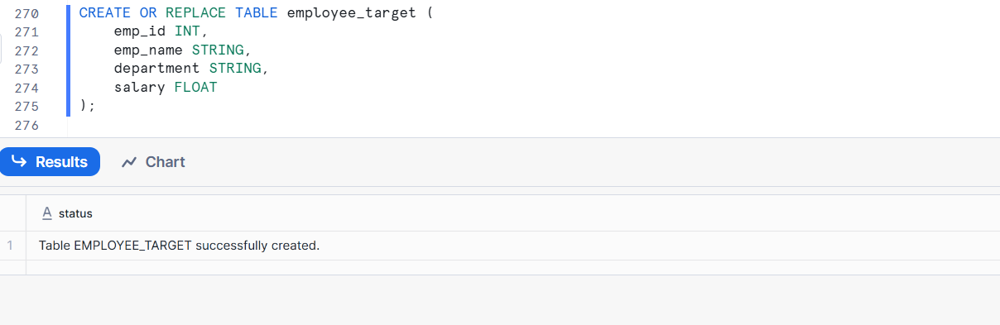 270 CREATE OR REPLACE TABLE employee_target (
271 emp_id INT,
272 emp_name STRING,
273 department STRING,
274 salary FLOAT
275 );
276
Results Chart
A status
1 Table EMPLOYEE_TARGET successfully created.